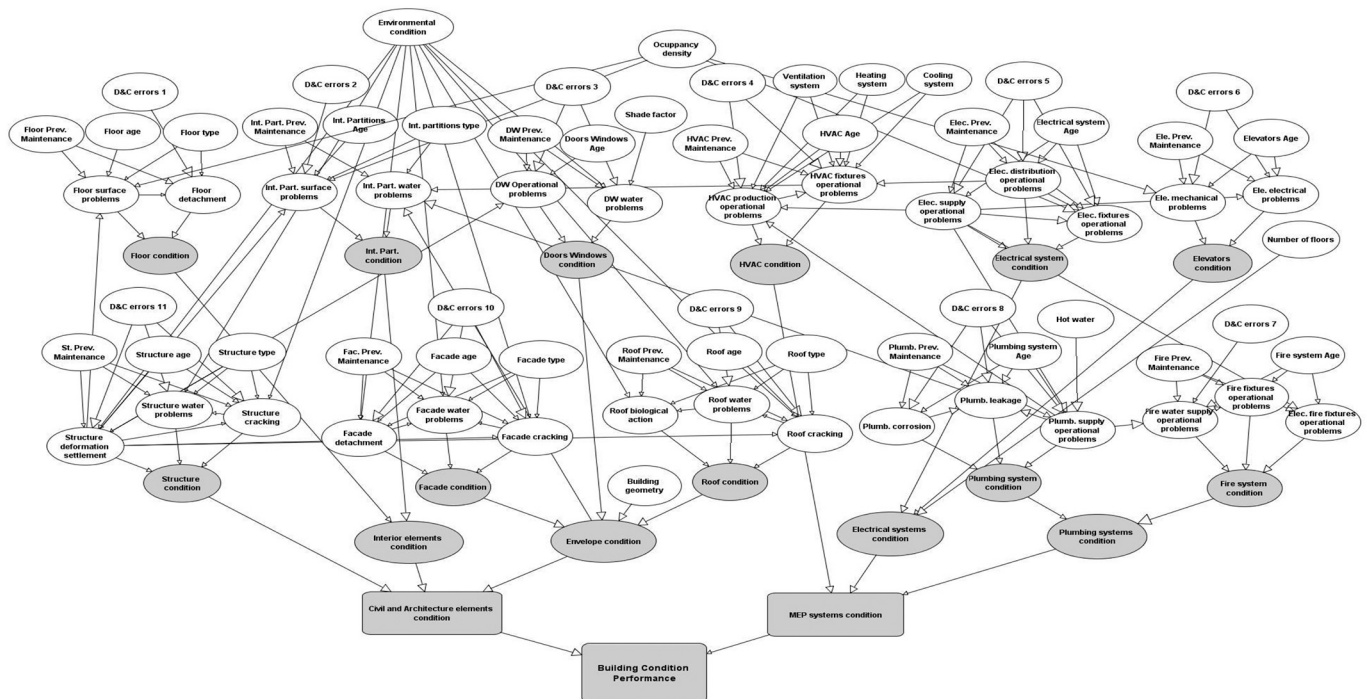 Environmental
condition
Ocuppancy
density
D&C errors 1
D&C errors 2
D&C errors 3
D&C errors 4
Ventilation
system
Heating
system
Cooling
system
D&C errors 5
D&C errors 6
Floor Prev.
Maintenance
Floor age
Floor type
Int. Part. Prev.
Maintenance
Int. Partitions
Age
Int. partitions type
DW Prev.
Maintenance
Doors Windows
Age
Shade factor
HVAC Prev.
Maintenance
HVAC Age
Elec. Prev.
Maintenance
Electrical system
Age
Ele. Prev.
Maintenance
Elevators Age
Floor surface
problems
Floor
detachment
Int. Part. surface
problems
Int. Part. water
problems
DW Operational
problems
DW water
problems
HVAC production
operational
problems
HVAC fixtures
operational
problems
Elec. supply
operational
problems
Elec. distribution
operational
problems
Elec. fixtures
operational
problems
Ele. mechanical
problems
Ele. electrical
problems
Floor condition
Int. Part.
condition
Doors Windows
condition
HVAC condition
Electrical system
condition
Elevators
condition
Number of floors
D&C errors 11
D&C errors 10
D&C errors 9
D&C errors 8
Hot water
D&C errors 7
St. Prev.
Maintenance
Structure age
Structure type
Fac. Prev.
Maintenance
Facade age
Facade type
Roof Prev.
Maintenance
Roof age
Roof type
Plumb. Prev.
Maintenance
Plumbing system
Age
Fire Prev.
Maintenance
Fire system Age
Structure
deformation
settlement
Structure water
problems
Structure
cracking
Facade
detachment
Facade water
problems
Facade cracking
Roof biological
action
Roof water
problems
Roof cracking
Plumb. corrosion
Plumb. leakage
Plumb. supply
operational
problems
Fire water supply
operational
problems
Fire fixtures
operational
problems
Elec. fire fixtures
operational
problems
Structure
condition
Facade condition
Building
geometry
Roof condition
Plumbing system
condition
Fire system
condition
Interior elements
condition
Envelope condition
Electrical systems
condition
Plumbing systems
condition
Civil and Architecture elements
condition
MEP systems condition
Building Condition
Performance